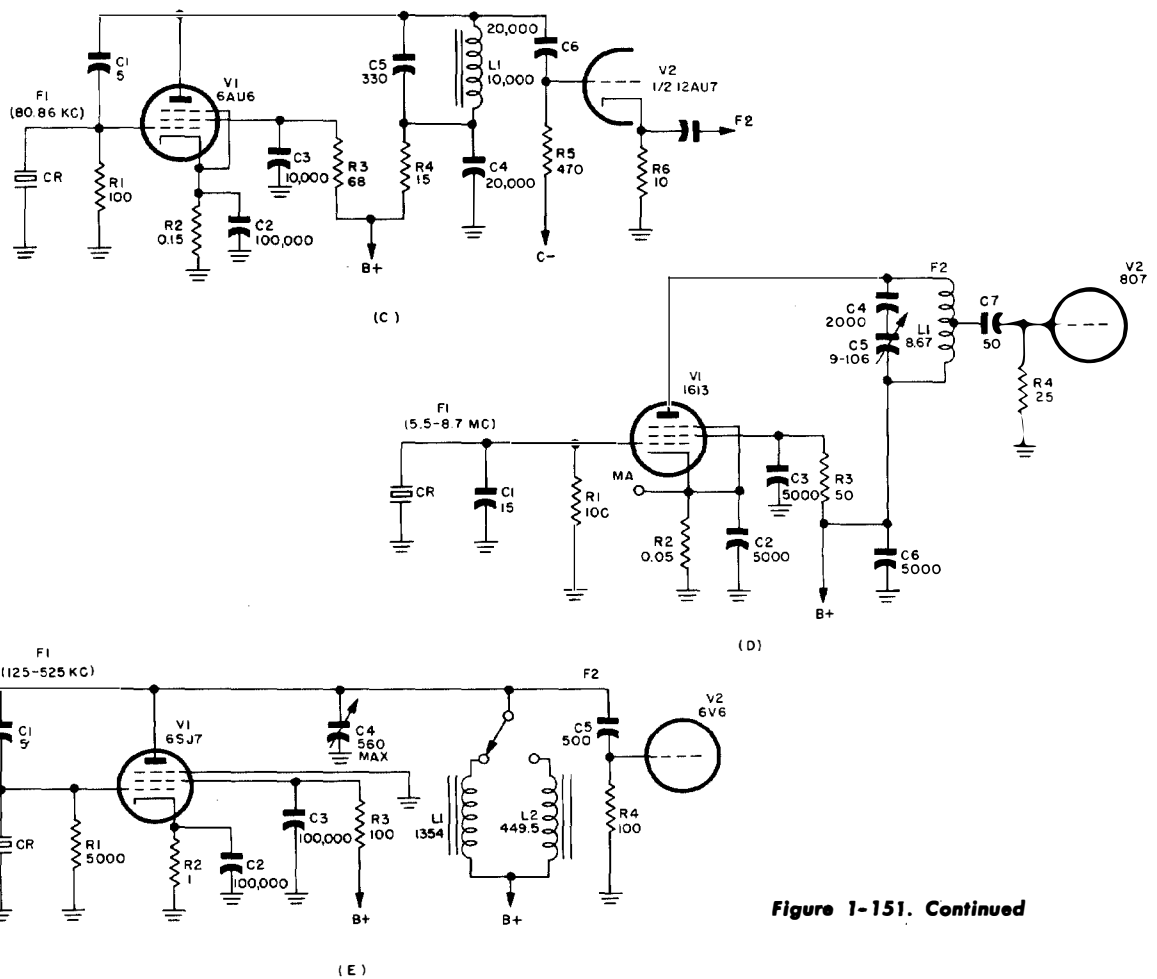 C1
5
F1
(80.86 KC)
CR
R1
100
V1
6AU6
R2
0.15
C2
100,000
C3
10,000
R3
68
B+
R4
15
C5
330
20,000
L1
10,000
C4
20,000
C6
R5
470
C-
V2
1/2 12AU7
R6
10
F2
(C)
F1
(5.5-8.7 MC)
CR
C1
15
R1
100
V1
1613
MA
R2
0.05
C2
5000
C3
5000
R3
50
B+
C4
2000
C5
9-106
F2
L1
8.67
C6
5000
C7
50
R4
25
V2
807
(D)
F1
(125-525 KC)
C1
5
CR
R1
5000
V1
6SJ7
R2
1
C2
100,000
C3
100,000
R3
100
B+
C4
560
MAX
L1
1354
L2
449.5
B+
F2
C5
500
R4
100
V2
6V6
(E)
Figure 1-151. Continued